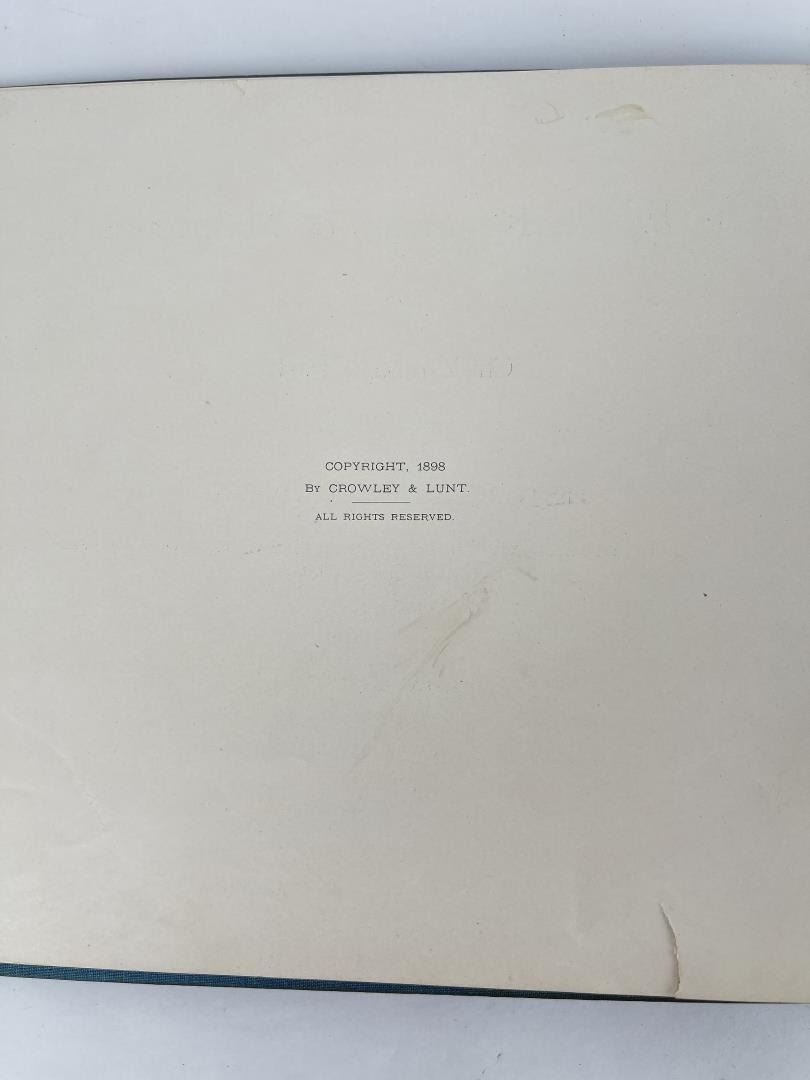 COPYRIGHT, 1898
BY CROWLEY & LUNT.
ALL RIGHTS RESERVED.